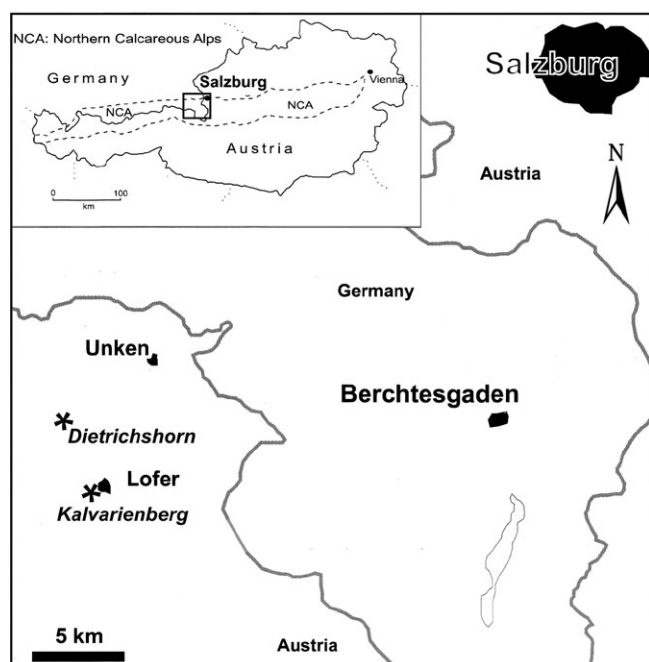 NCA: Northern Calcareous Alps
Germany
Salzburg
Vienna
NCA
NCA
Austria
0 100
km
Salzburg
Austria
N
Germany
Unken
Berchtesgaden
Dietrichshorn
Lofer
Kalvarienberg
5 km
Austria